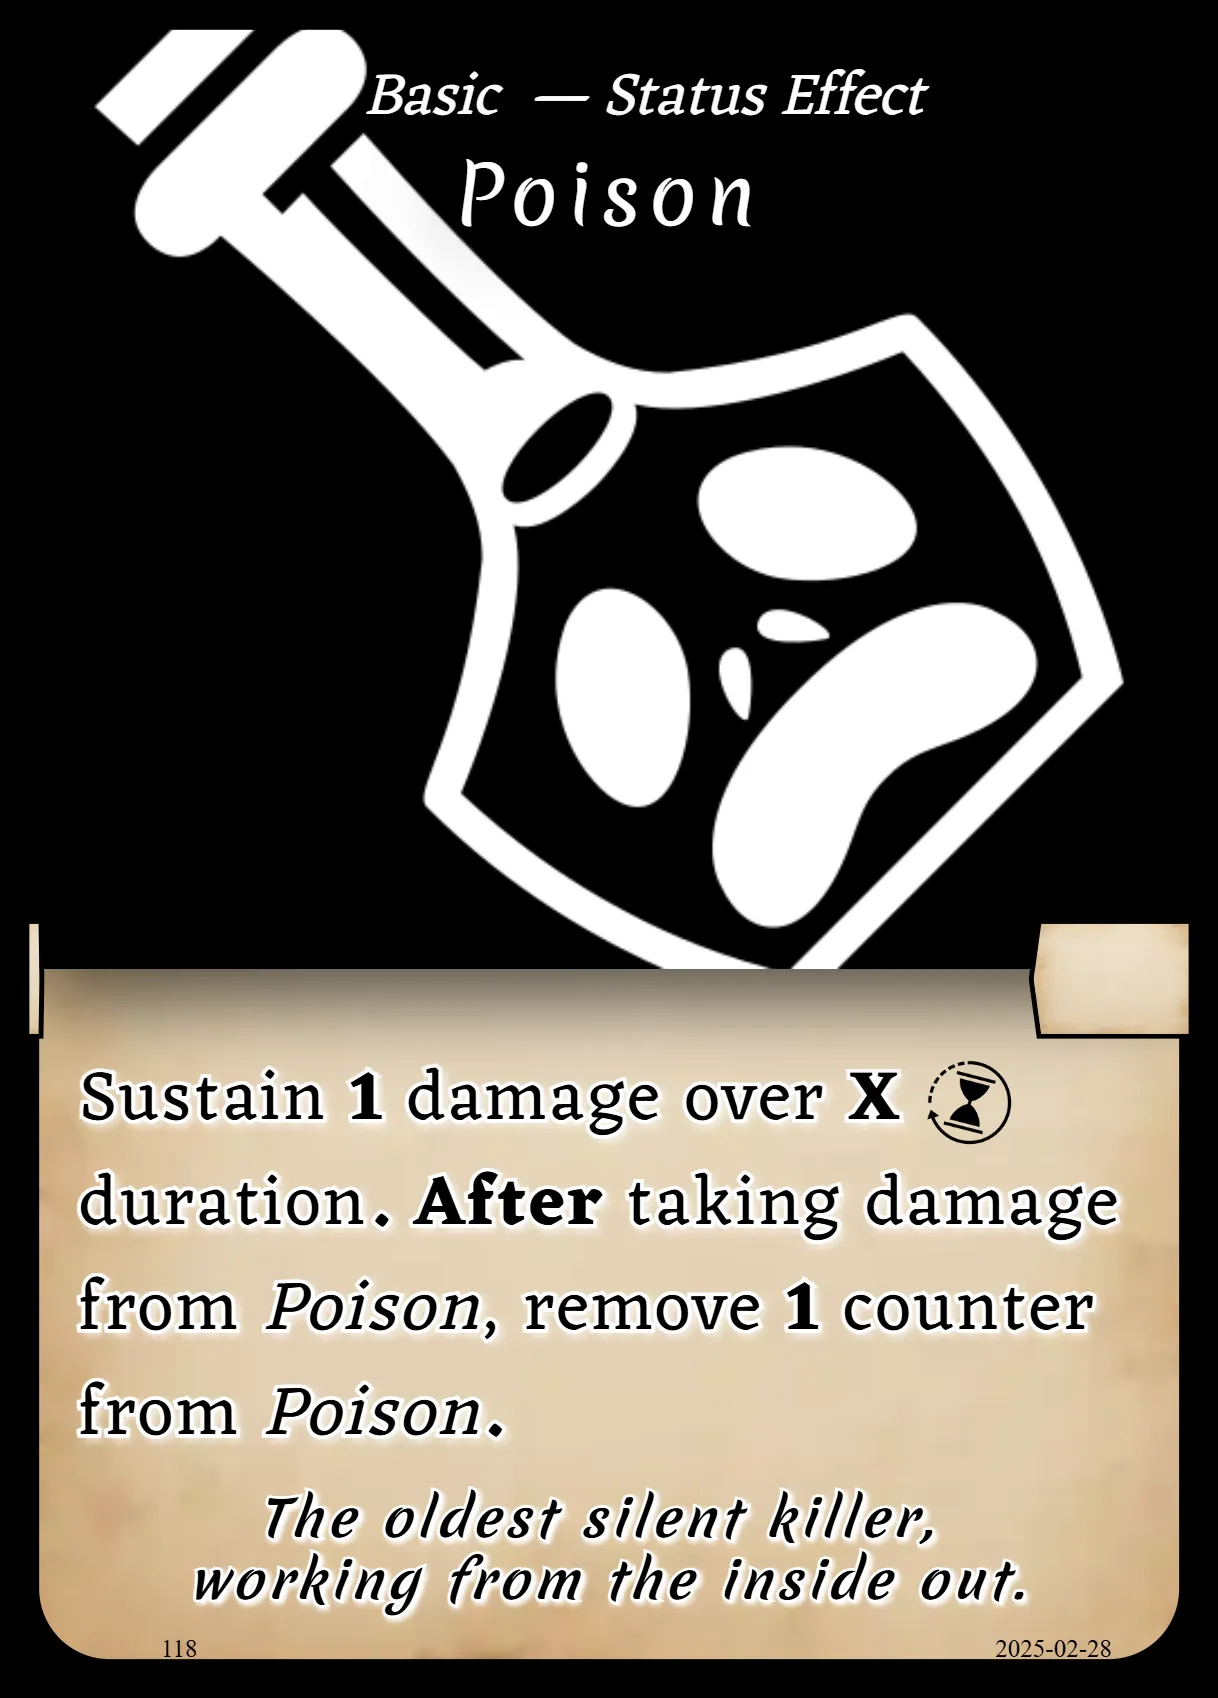 Basic — Status Effect
Poison
Sustain 1 damage over X
duration. After taking damage
from Poison, remove 1 counter
from Poison.
The oldest silent killer,
working from the inside out.
118
2025-02-28